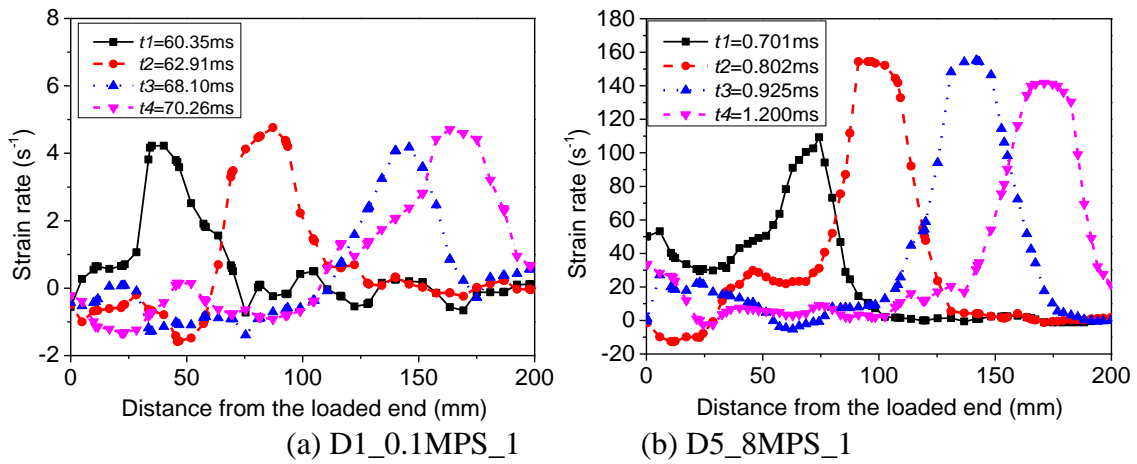 t1=60.35ms
t2=62.91ms
t3=68.10ms
t4=70.26ms
6
4
2
0
-2
0 50 100 150 200
Strain rate (s-1)
Distance from the loaded end (mm)
(a) D1_0.1MPS_1
t1=0.701ms
t2=0.802ms
t3=0.925ms
t4=1.200ms
180
160
140
120
100
80
60
40
20
0
-20
0 50 100 150 200
Strain rate (s-1)
Distance from the loaded end (mm)
(b) D5_8MPS_1